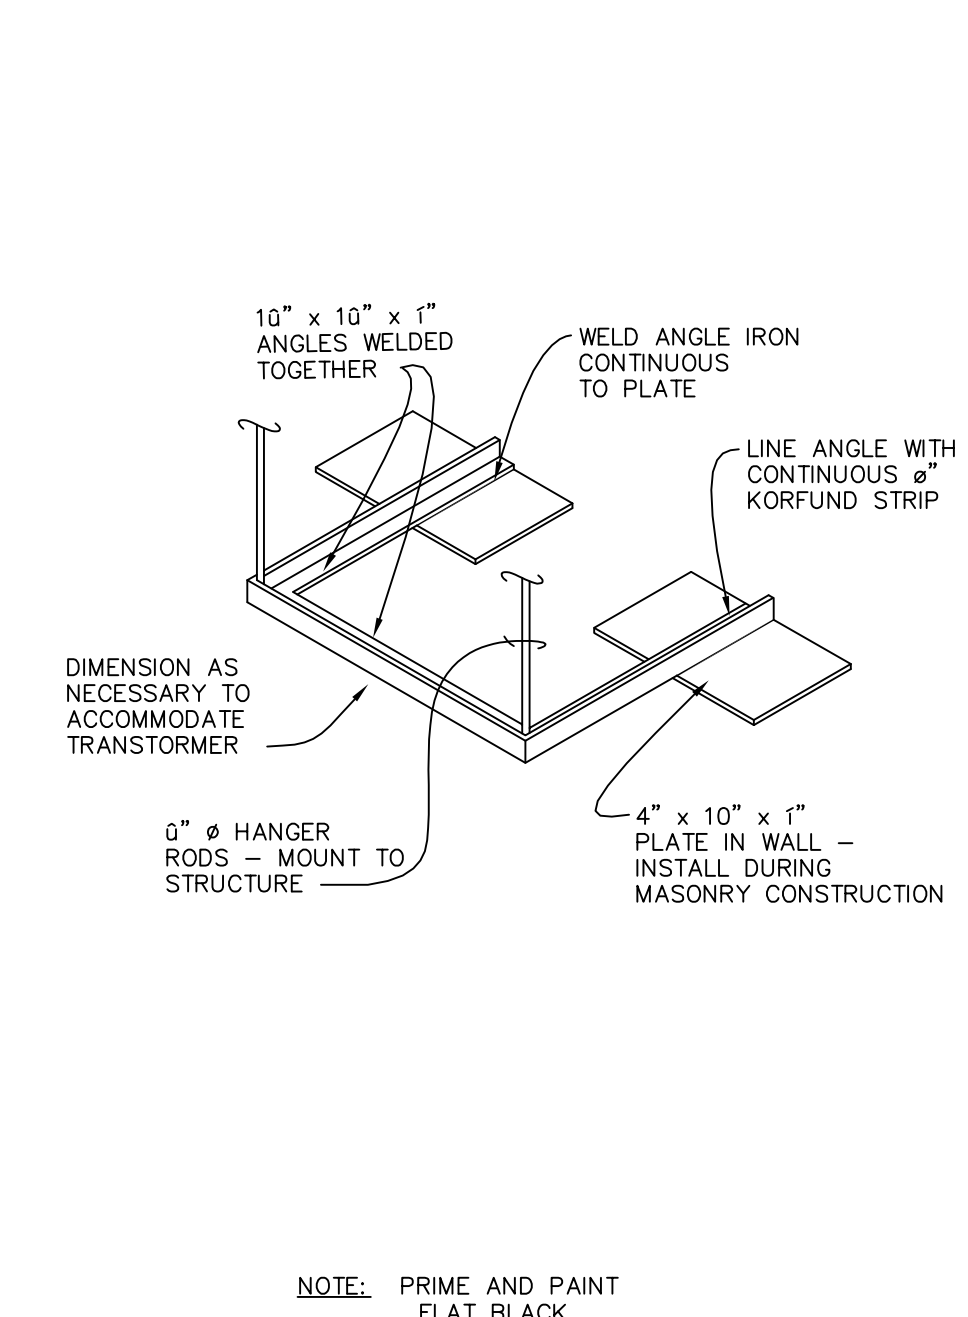 1û” x 1û” x í”
ANGLES WELDED
TOGETHER
WELD ANGLE IRON
CONTINUOUS
TO PLATE
LINE ANGLE WITH
CONTINUOUS ø”
KORFUND STRIP
DIMENSION AS
NECESSARY TO
ACCOMMODATE
TRANSTORMER
û” ø HANGER
RODS – MOUNT TO
STRUCTURE
4” x 10” x í”
PLATE IN WALL –
INSTALL DURING
MASONRY CONSTRUCTION
NOTE: PRIME AND PAINT
FLAT BLACK